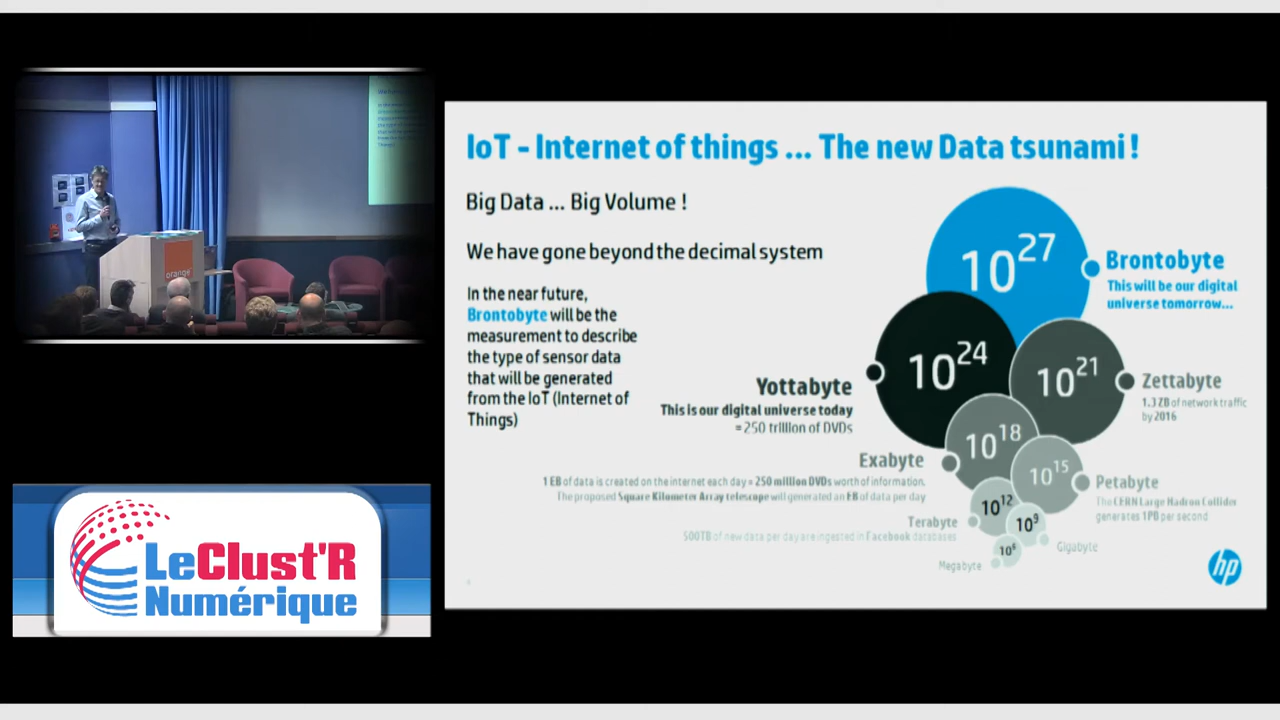 IoT - Internet of things ... The new Data tsunami !
Big Data ... Big Volume !
We have gone beyond the decimal system
In the near future,
Brontobyte will be the
measurement to describe
the type of sensor data
that will be generated
from the IoT (Internet of
Things)
10^27
Brontobyte
This will be our digital
universe tomorrow...
10^24
Yottabyte
This is our digital universe today
= 250 trillion of DVDs
10^21
Zettabyte
1.3 ZB of network traffic
by 2016
10^18
Exabyte
1 EB of data is created on the internet each day = 250 million DVDs worth of information.
The proposed Square Kilometer Array telescope will generated an EB of data per day
10^15
Petabyte
The CERN Large Hadron Collider
generates 1PB per second
10^12
Terabyte
500TB of new data per day are ingested in Facebook databases
10^9
Gigabyte
10^6
Megabyte
hp
orange
LeClust'R
Numérique